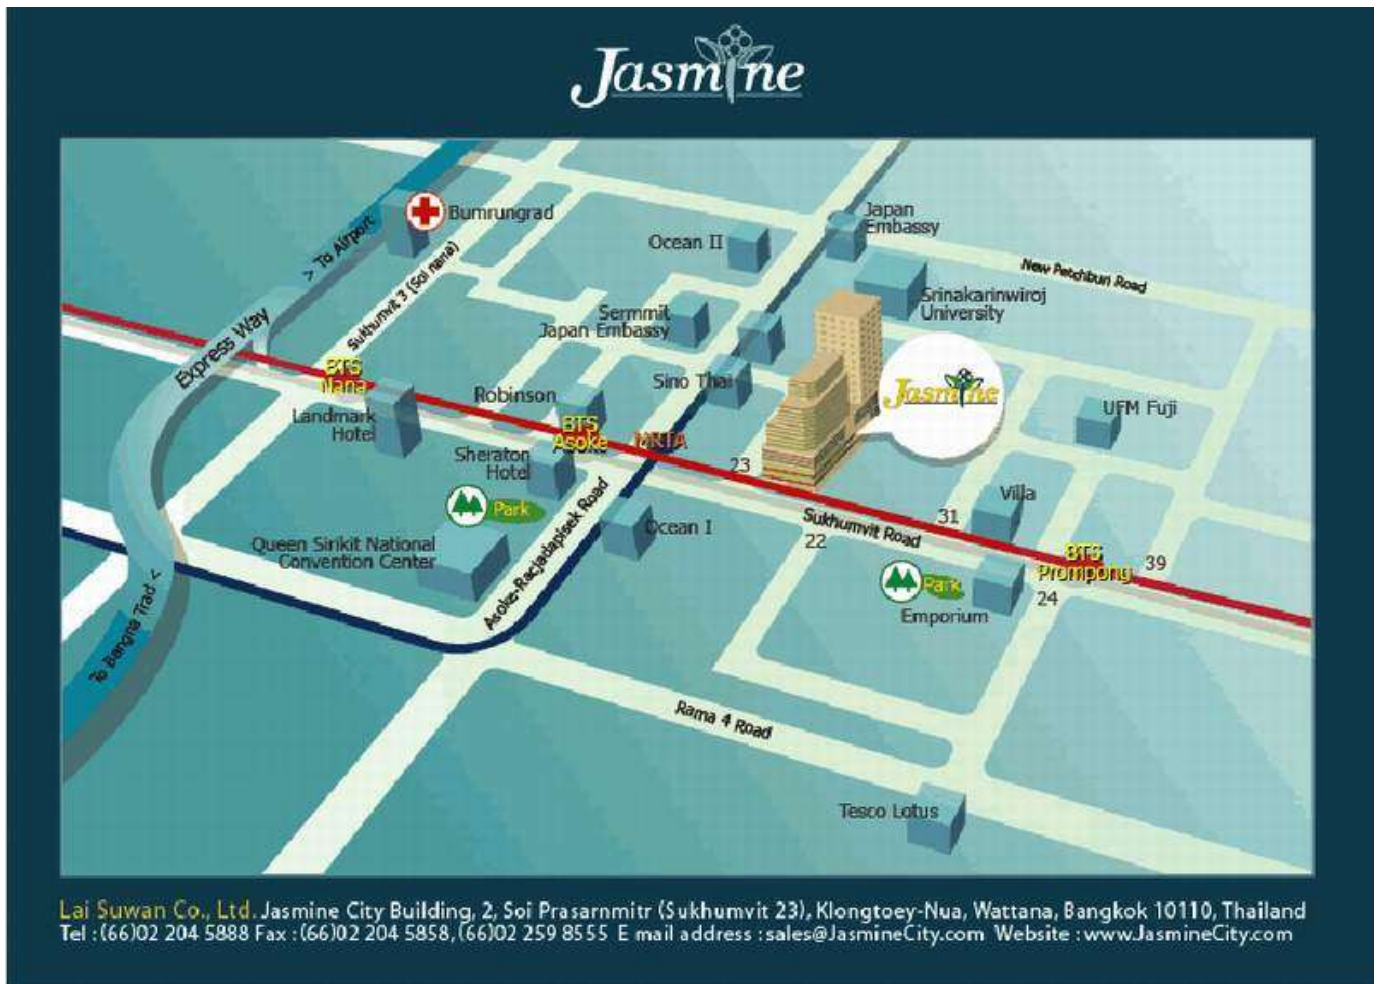 Jasmine
Bumrungrad
Japan
Embassy
Ocean II
> To Airport
Sukhumvit 3 (Soi nana)
New Petchburi Road
Srinakarinwiroj
University
Sermmit
Japan Embassy
Express Way
BTS
Nana
Sino Thai
Jasmine
Robinson
UFM Fuji
Landmark
Hotel
BTS
Asoke
MRTA
Sheraton
Hotel
23
Park
Villa
Asoke-Racjadapisek Road
Ocean I
Sukhumvit Road
31
22
Queen Sirikit National
Convention Center
BTS
Prompong
39
Park
24
Emporium
To Bangna Trad <
Rama 4 Road
Tesco Lotus
Lai Suwan Co., Ltd. Jasmine City Building, 2, Soi Prasarnmitr (Sukhumvit 23), Klongtoey-Nua, Wattana, Bangkok 10110, Thailand
Tel :(66)02 204 5888 Fax :(66)02 204 5858, (66)02 259 8555 E mail address :sales@JasmineCity.com Website :www.JasmineCity.com